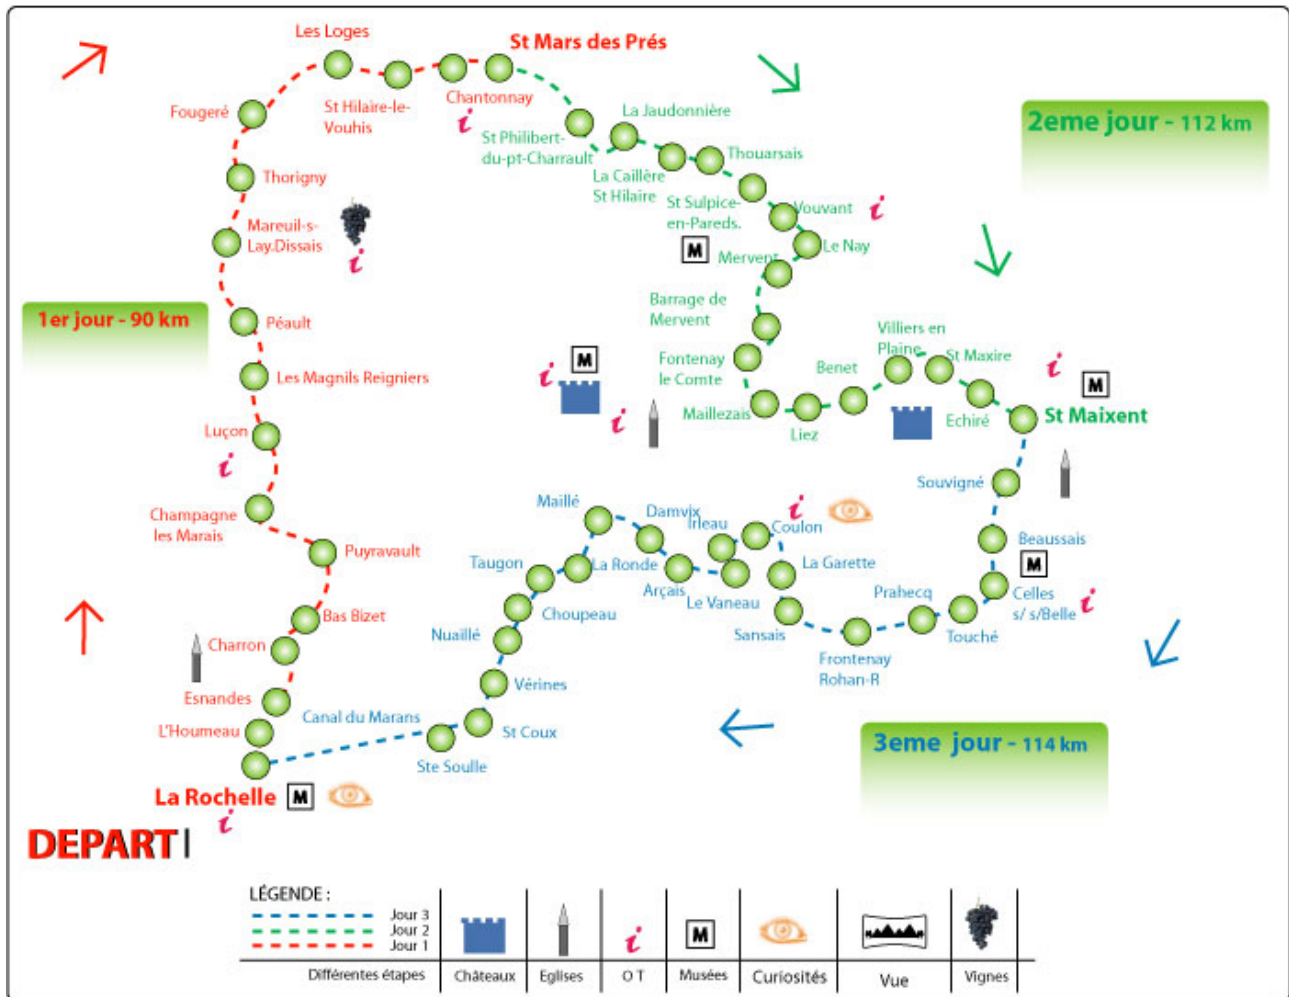 Les Loges
St Mars des Prés
Fougeré
St Hilaire-le-
Vouhis
Chantonnay
i
La Jaudonnière
2eme jour - 112 km
St Philibert-
du-pt-Charrault
Thouarsais
La Caillère
St Hilaire
Thorigny
St Sulpice-
en-Pareds.
Vouvant
i
Mareuil-s-
Lay.Dissais
i
M
Mervent
Le Nay
Barrage de
Mervent
1er jour - 90 km
Péault
Villiers en
Plaine
St Maxire
Fontenay
le Comte
Benet
i
M
Les Magnils Reigniers
i
M
Maillezais
Liez
Echiré
St Maixent
i
Luçon
i
Souvigné
Champagne
les Marais
Maillé
Damvix
Irleau
i
Coulon
Puyravault
Beaussais
M
Taugon
La Ronde
Arçais
Le Vaneau
La Garette
Celles
s/ s/Belle
i
Prahecq
Choupeau
Bas Bizet
Sansais
Touché
Nuaillé
Charron
Frontenay
Rohan-R
Vérines
Esnandes
Canal du Marans
L'Houmeau
St Coux
3eme jour - 114 km
Ste Soulle
La Rochelle
M
i
DEPART
LÉGENDE :
Jour 3
Jour 2
Jour 1
i
M
Différentes étapes
Châteaux
Eglises
O T
Musées
Curiosités
Vue
Vignes